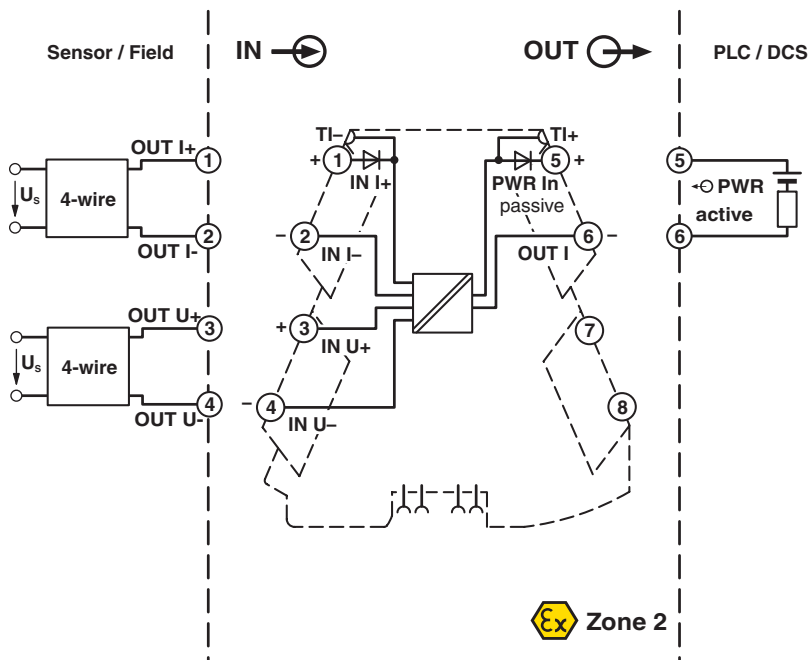 Sensor / Field
IN
OUT
PLC / DCS
OUT I+
1
Us
4-wire
2
OUT I-
OUT U+
3
Us
4-wire
4
OUT U-
TI–
+
1
IN I+
–
2
IN I–
+
3
IN U+
–
4
IN U–
TI+
5
+
PWR In
passive
6
–
OUT I
7
8
5
PWR
active
6
Ex
Zone 2